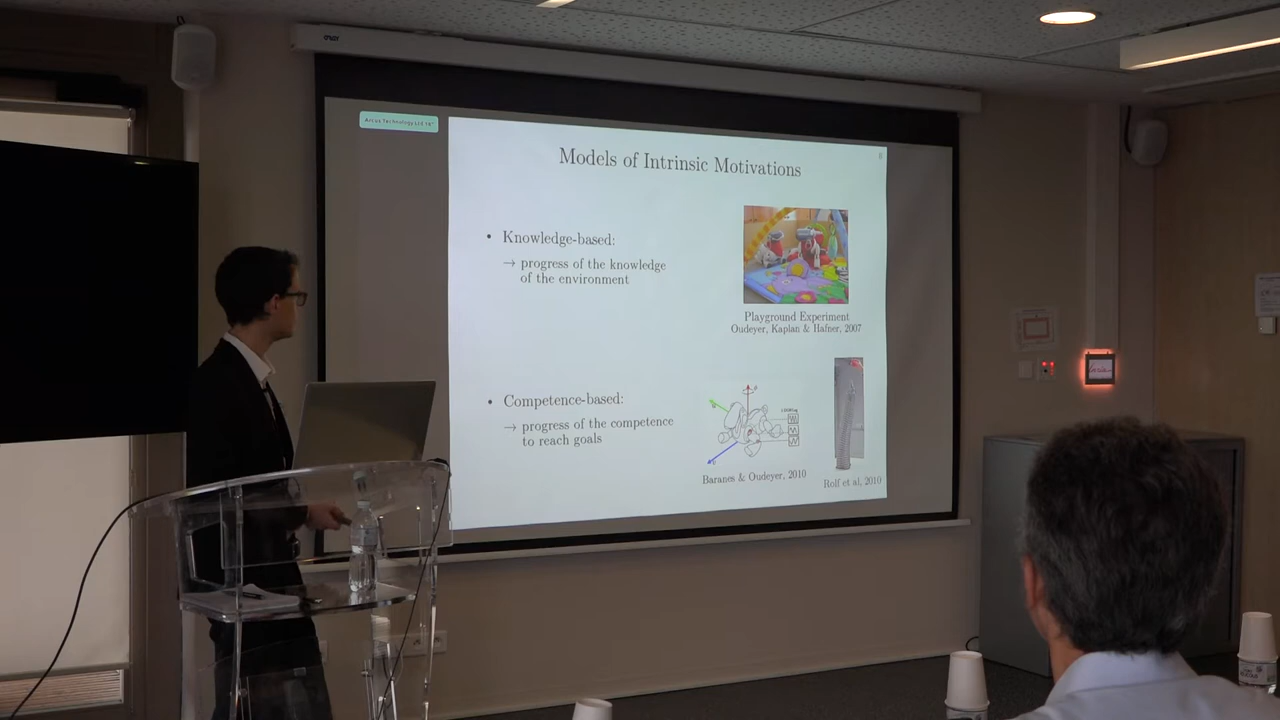 Models of Intrinsic Motivations
• Knowledge-based:
→ progress of the knowledge
of the environment
Playground Experiment
Oudeyer, Kaplan & Hafner, 2007
• Competence-based:
→ progress of the competence
to reach goals
Baranes & Oudeyer, 2010
Rolf et al, 2010